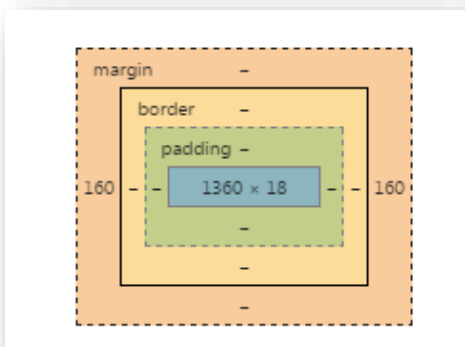 margin –
border –
padding –
160 – – 1360 × 18 – – 160
–
–
–